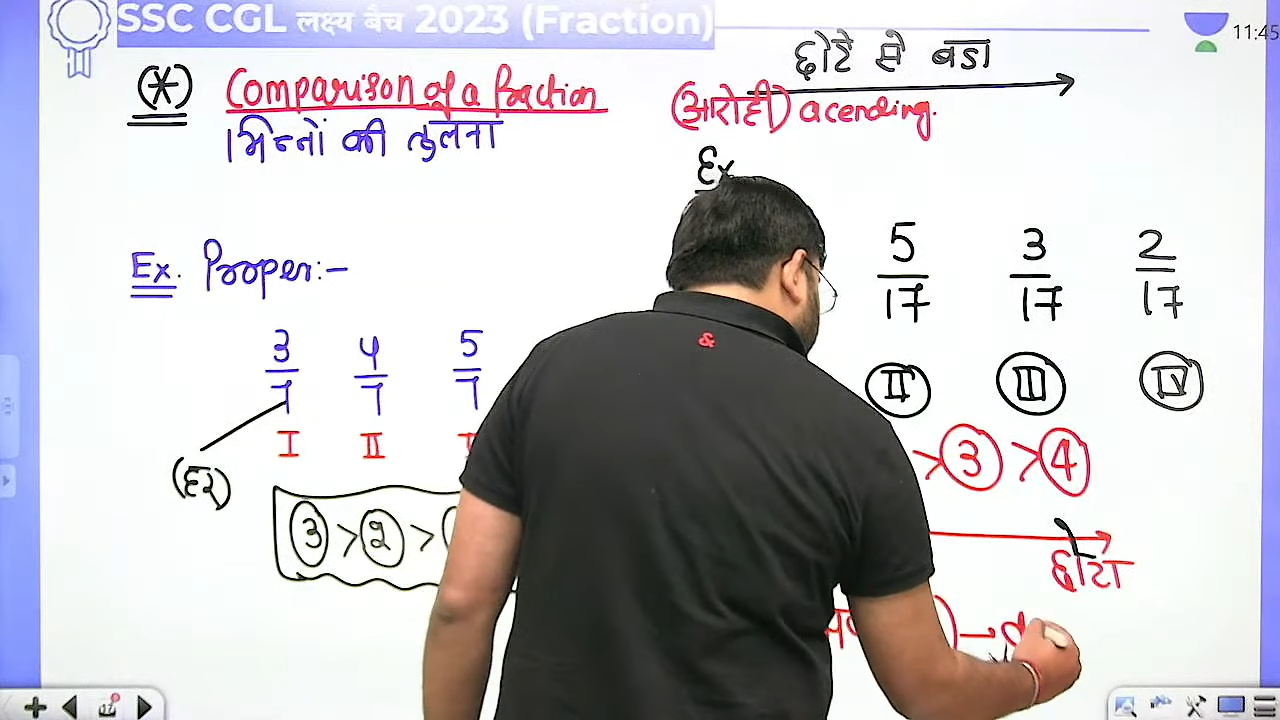 SSC CGL लक्ष्य बैच 2023 (Fraction)
11:45
छोटे से बडा
(*) Comparison of a fraction
(आरोही) acending.
भिन्नों की तुलना
Ex
5/17 3/17 2/17
Ex. Proper:-
3/7 4/7 5/7
II III IV
I II
> 3 > 4
(हर)
3 > 2 >
छोटा
17